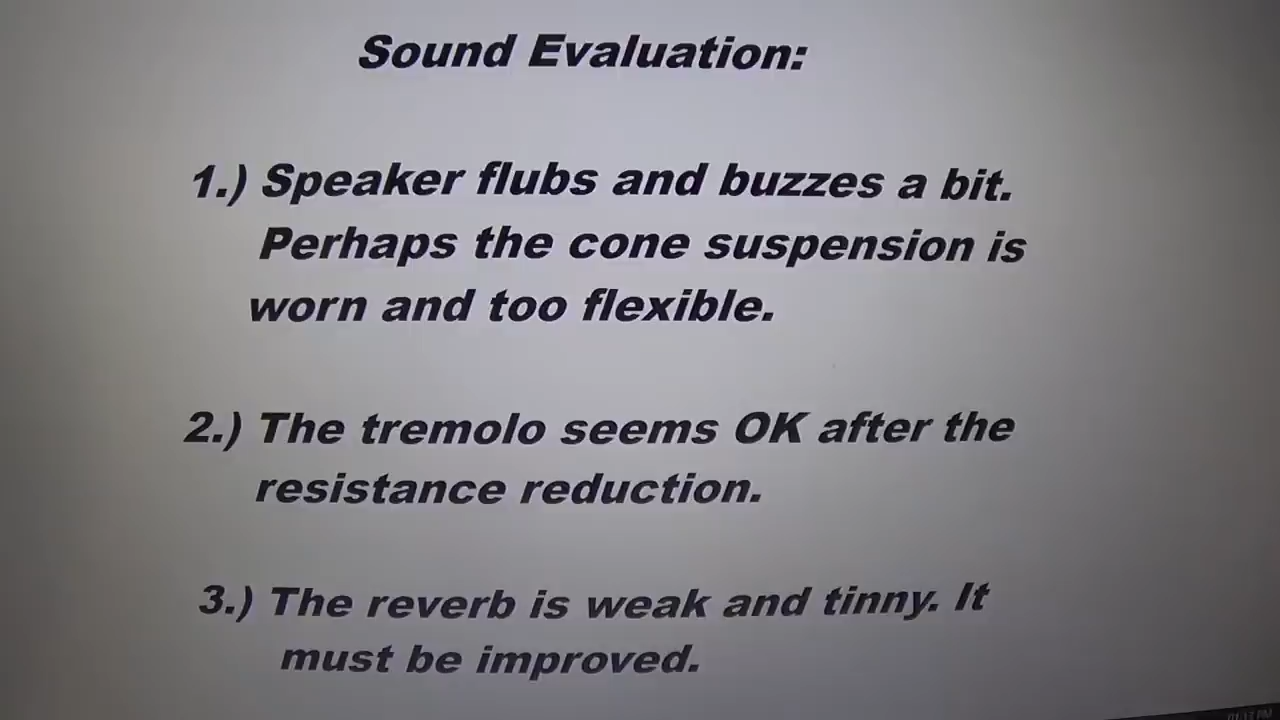 Sound Evaluation:
1.) Speaker flubs and buzzes a bit.
Perhaps the cone suspension is
worn and too flexible.
2.) The tremolo seems OK after the
resistance reduction.
3.) The reverb is weak and tinny. It
must be improved.